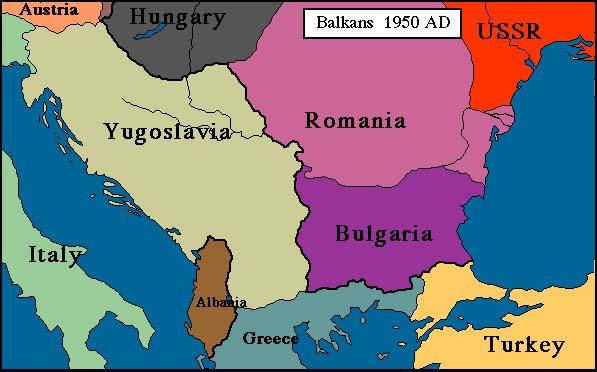 Austria
Hungary
Balkans 1950 AD
USSR
Yugoslavia
Romania
Bulgaria
Italy
Albania
Greece
Turkey